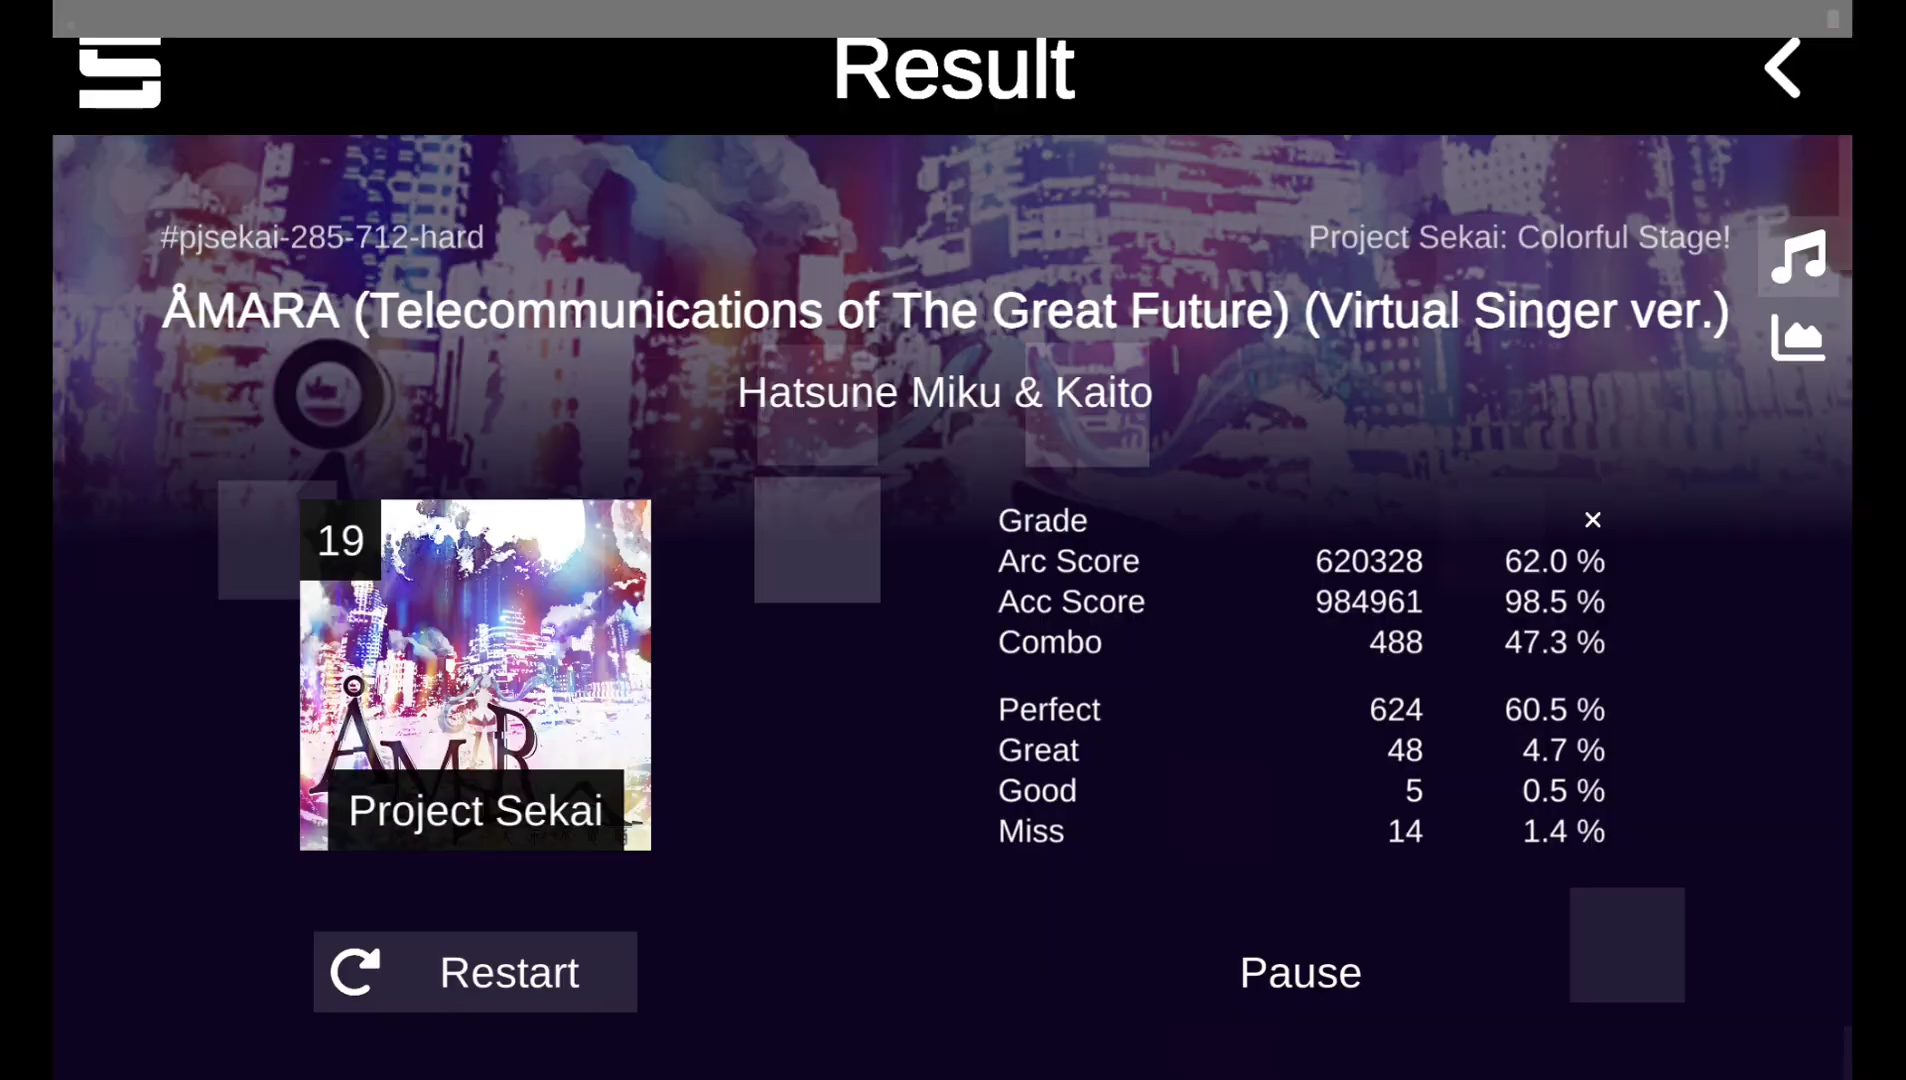 Result
#pjsekai-285-712-hard
Project Sekai: Colorful Stage!
ÅMARA (Telecommunications of The Great Future) (Virtual Singer ver.)
Hatsune Miku & Kaito
19
ÅMAR
Project Sekai
Grade ×
Arc Score 620328 62.0 %
Acc Score 984961 98.5 %
Combo 488 47.3 %
Perfect 624 60.5 %
Great 48 4.7 %
Good 5 0.5 %
Miss 14 1.4 %
Restart
Pause